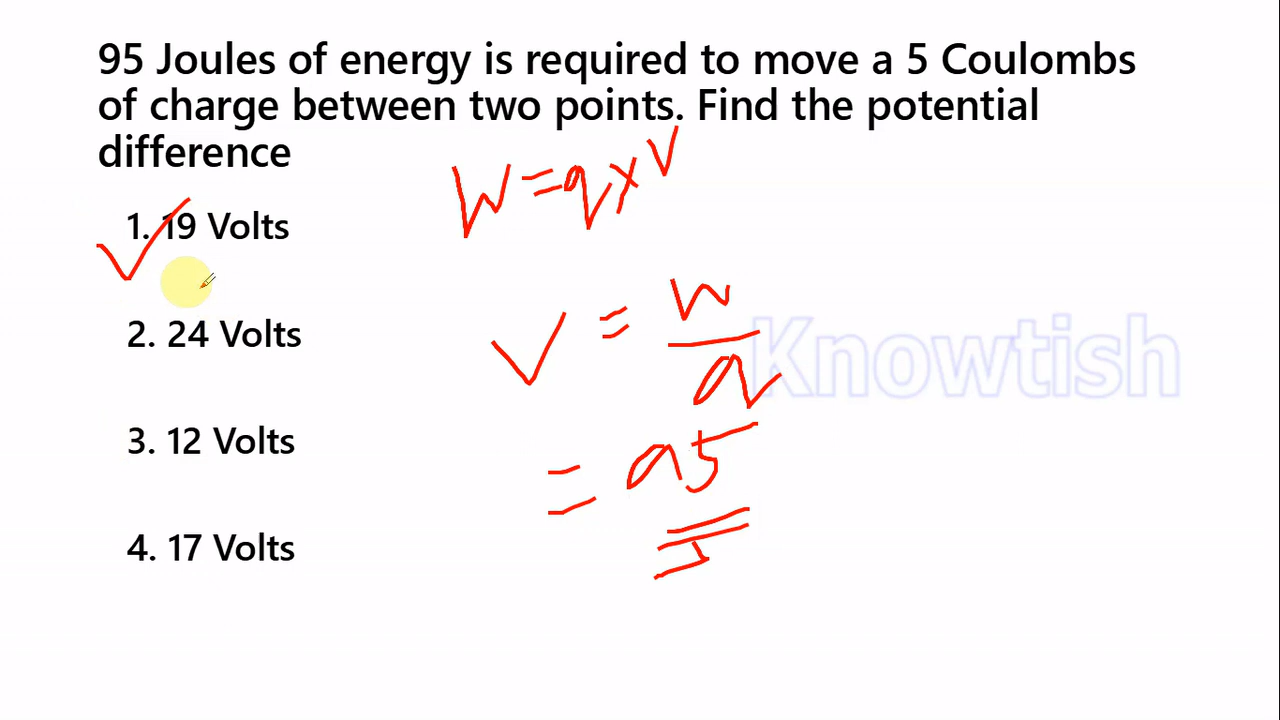 95 Joules of energy is required to move a 5 Coulombs
of charge between two points. Find the potential
difference
W = q x V
1. 19 Volts
2. 24 Volts
V = W
q
Knowtish
3. 12 Volts
= 95
5
4. 17 Volts